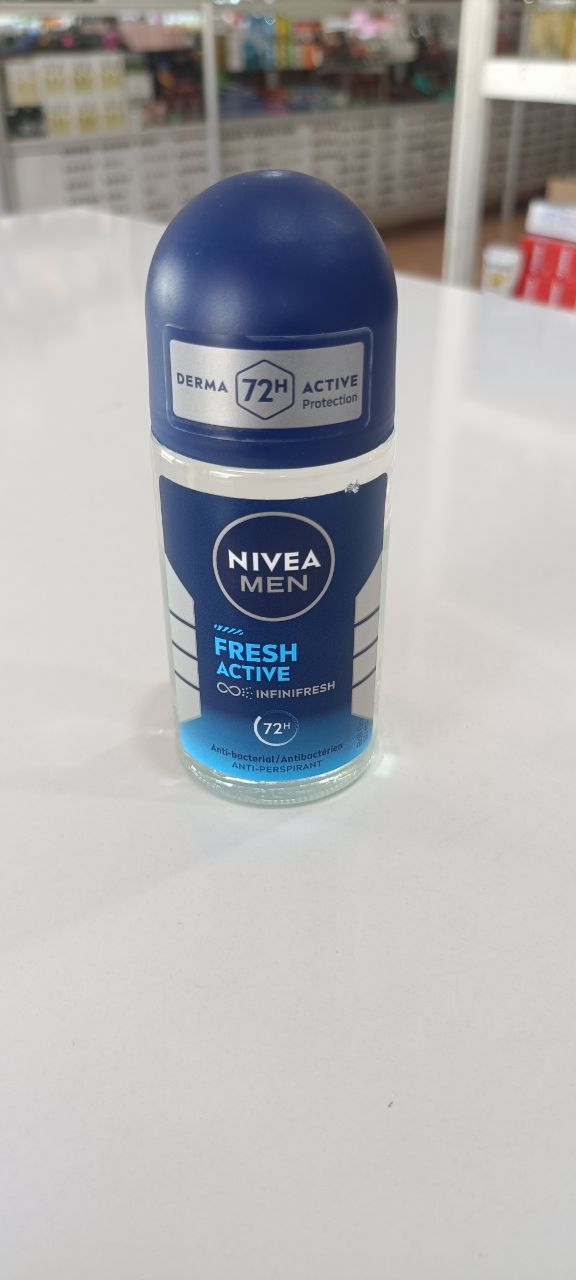 DERMA 72H ACTIVE
Protection
NIVEA
MEN
FRESH
ACTIVE
INFINIFRESH
72H
Anti-bacterial/Antibactérien
ANTI-PERSPIRANT